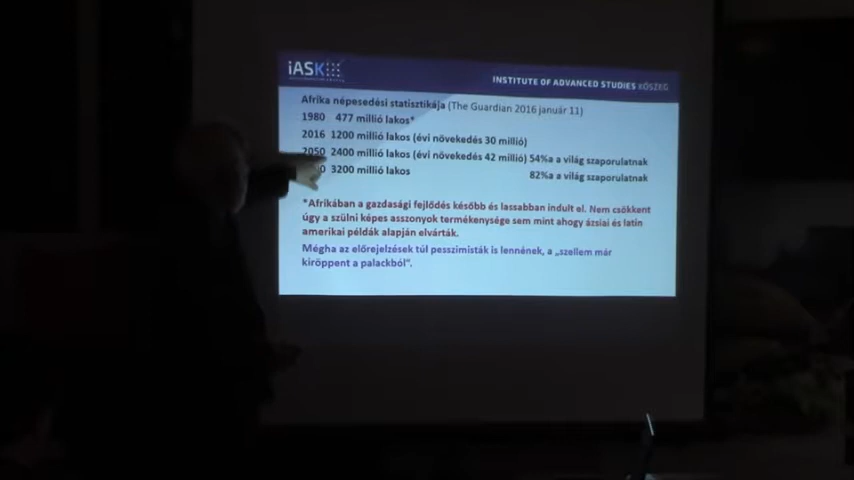 iASK
INSTITUTE OF ADVANCED STUDIES KŐSZEG
Afrika népesedési statisztikája (The Guardian 2016 január 11)
1980 477 millió lakos*
2016 1200 millió lakos (évi növekedés 30 millió)
2050 2400 millió lakos (évi növekedés 42 millió) 54%a a világ szaporulatnak
3200 millió lakos 82%a a világ szaporulatnak
*Afrikában a gazdasági fejlődés később és lassabban indult el. Nem csökkent
úgy a szülni képes asszonyok termékenysége sem mint ahogy ázsiai és latin
amerikai példák alapján elvárták.
Mégha az előrejelzések túl pesszimisták is lennének, a „szellem már
kiröppent a palackból”.